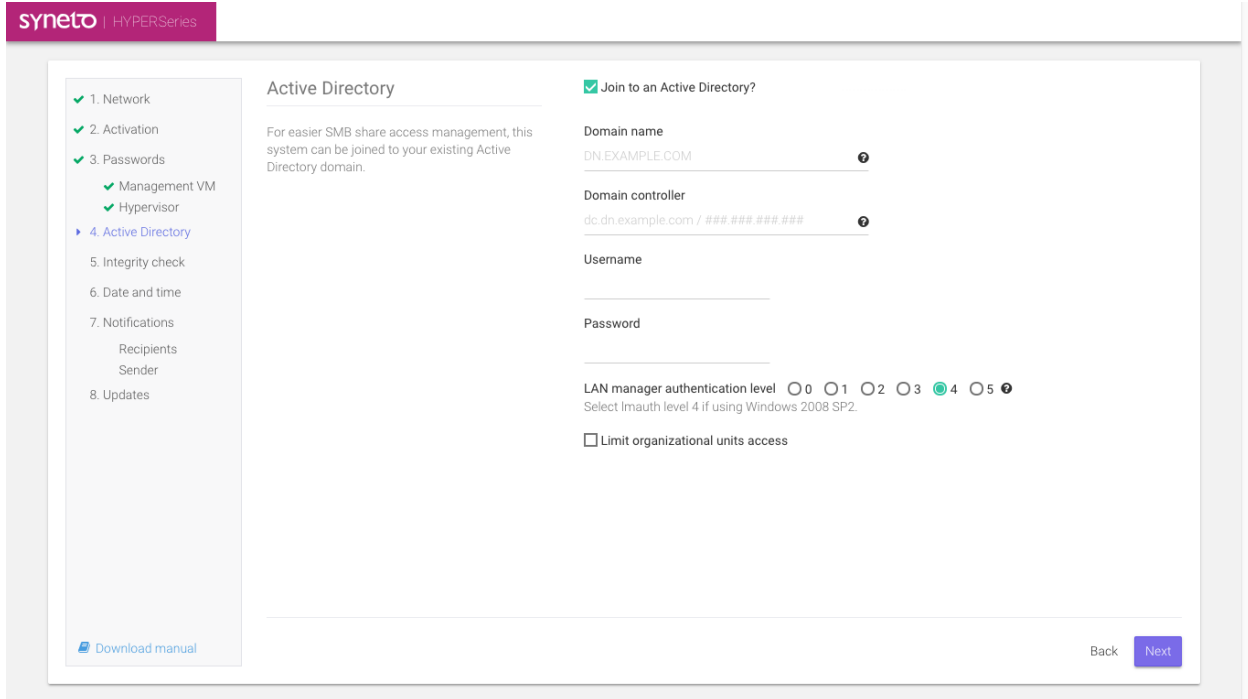 syneto | HYPERSeries
1. Network
2. Activation
3. Passwords
Management VM
Hypervisor
4. Active Directory
5. Integrity check
6. Date and time
7. Notifications
Recipients
Sender
8. Updates
Download manual
Active Directory
For easier SMB share access management, this
system can be joined to your existing Active
Directory domain.
Join to an Active Directory?
Domain name
DN.EXAMPLE.COM
Domain controller
dc.dn.example.com / ###.###.###.###
Username
Password
LAN manager authentication level 0 1 2 3 4 5
Select lmauth level 4 if using Windows 2008 SP2.
Limit organizational units access
Back Next